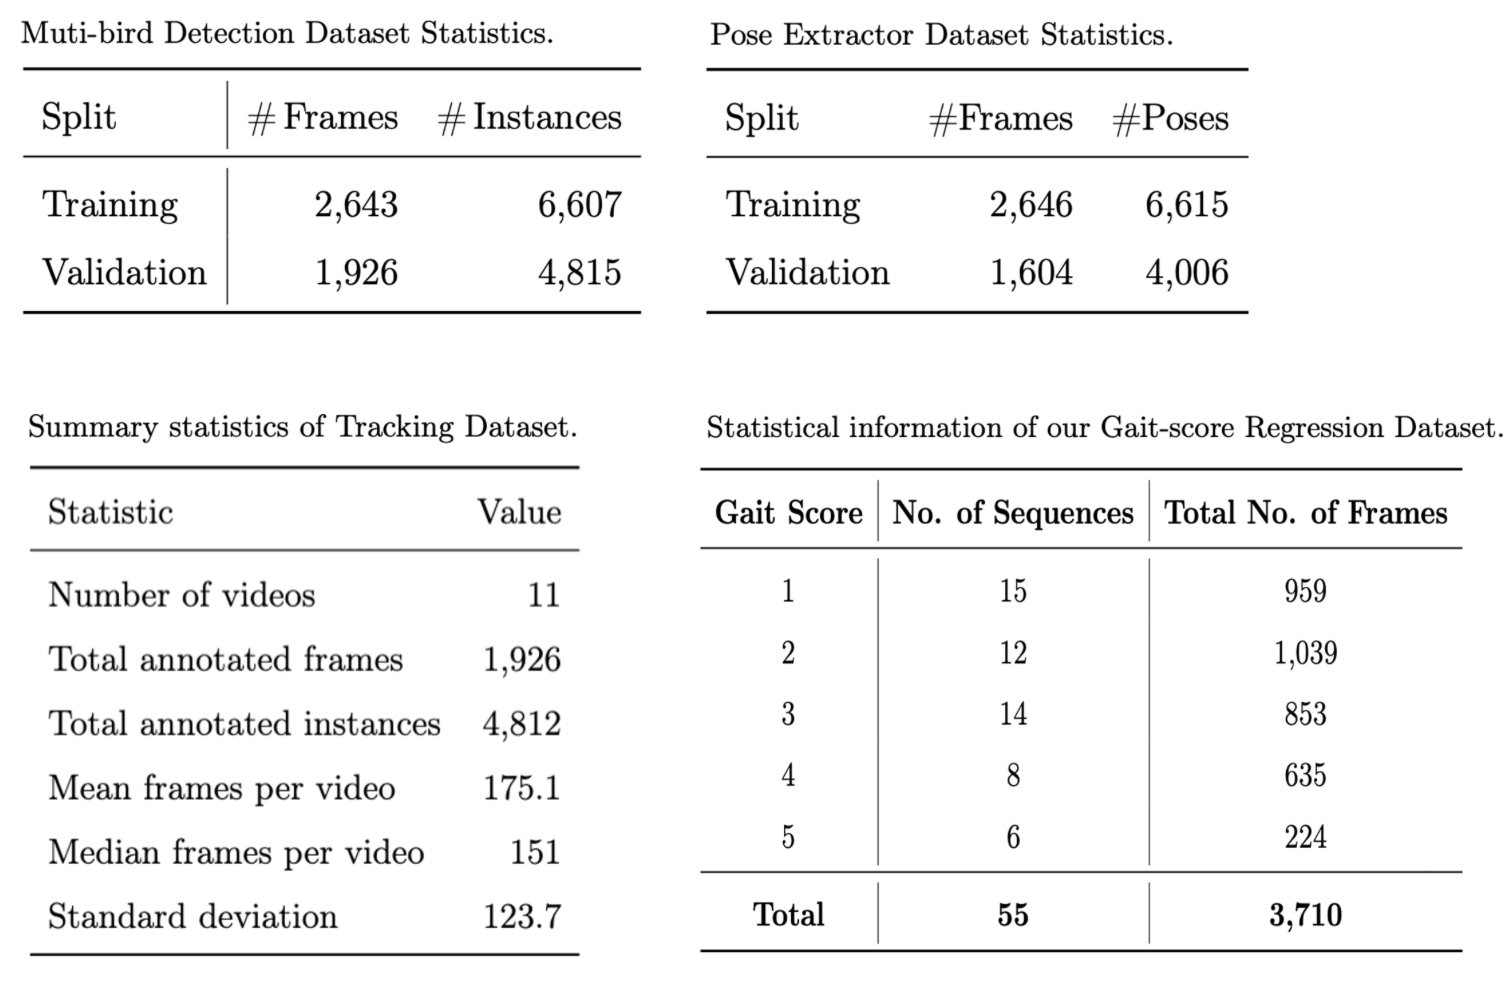 Muti-bird Detection Dataset Statistics.
Split # Frames # Instances
Training 2,643 6,607
Validation 1,926 4,815
Pose Extractor Dataset Statistics.
Split #Frames #Poses
Training 2,646 6,615
Validation 1,604 4,006
Summary statistics of Tracking Dataset.
Statistic Value
Number of videos 11
Total annotated frames 1,926
Total annotated instances 4,812
Mean frames per video 175.1
Median frames per video 151
Standard deviation 123.7
Statistical information of our Gait-score Regression Dataset.
Gait Score No. of Sequences Total No. of Frames
1 15 959
2 12 1,039
3 14 853
4 8 635
5 6 224
Total 55 3,710